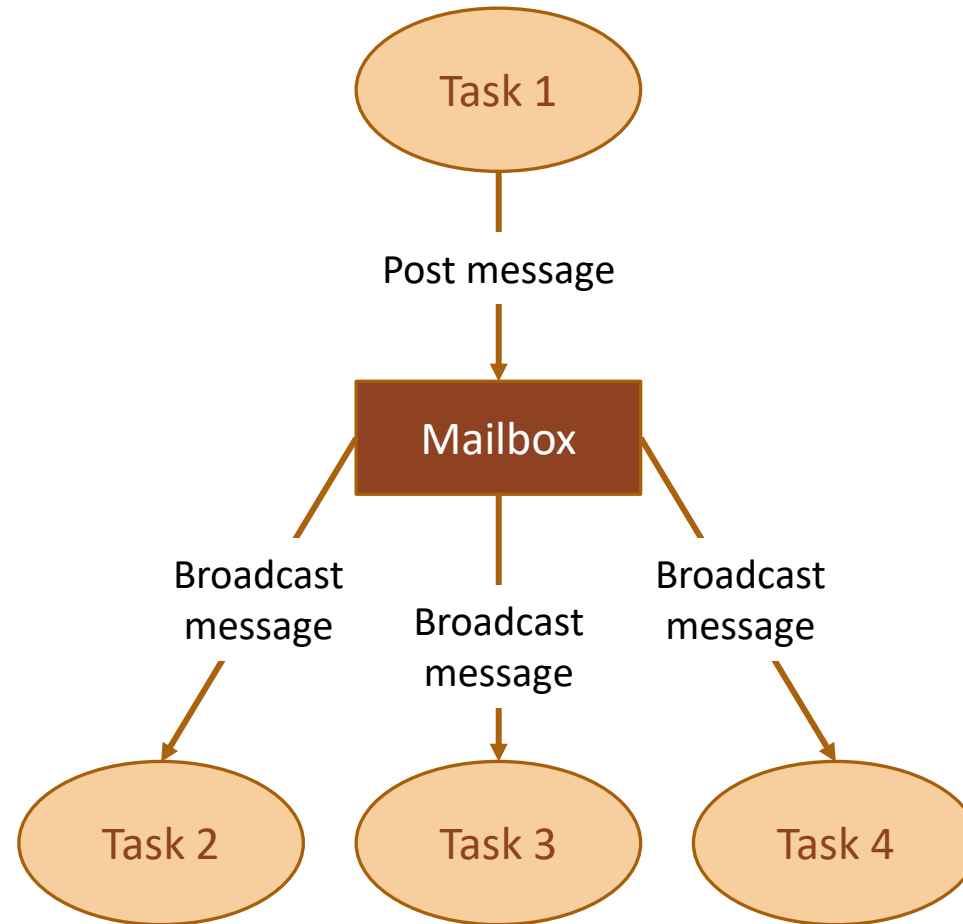 Task 1
Post message
Mailbox
Broadcast
message
Broadcast
message
Broadcast
message
Task 2
Task 3
Task 4